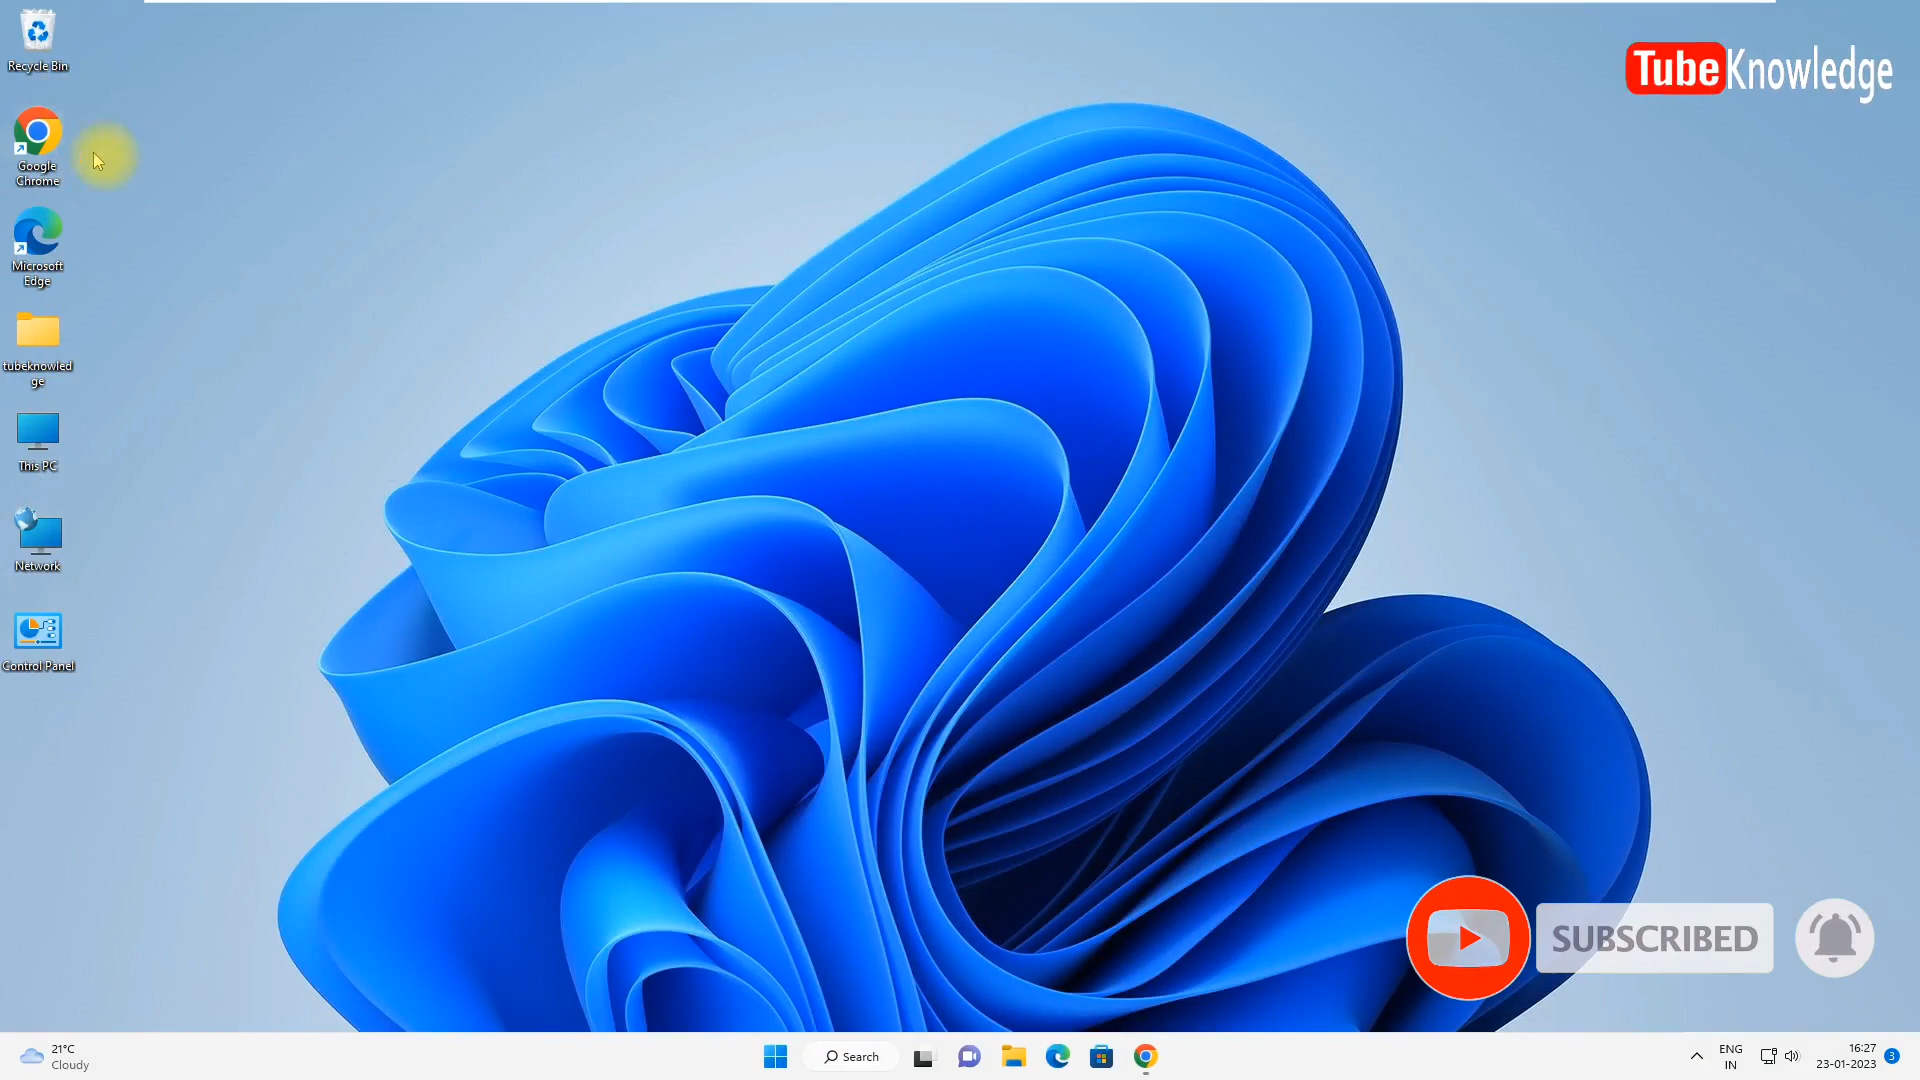 Recycle Bin
TubeKnowledge
Google
Chrome
Microsoft
Edge
tubeknowled
ge
This PC
Network
Control Panel
SUBSCRIBED
21°C
Cloudy
Search
ENG
IN
16:27
23-01-2023
3